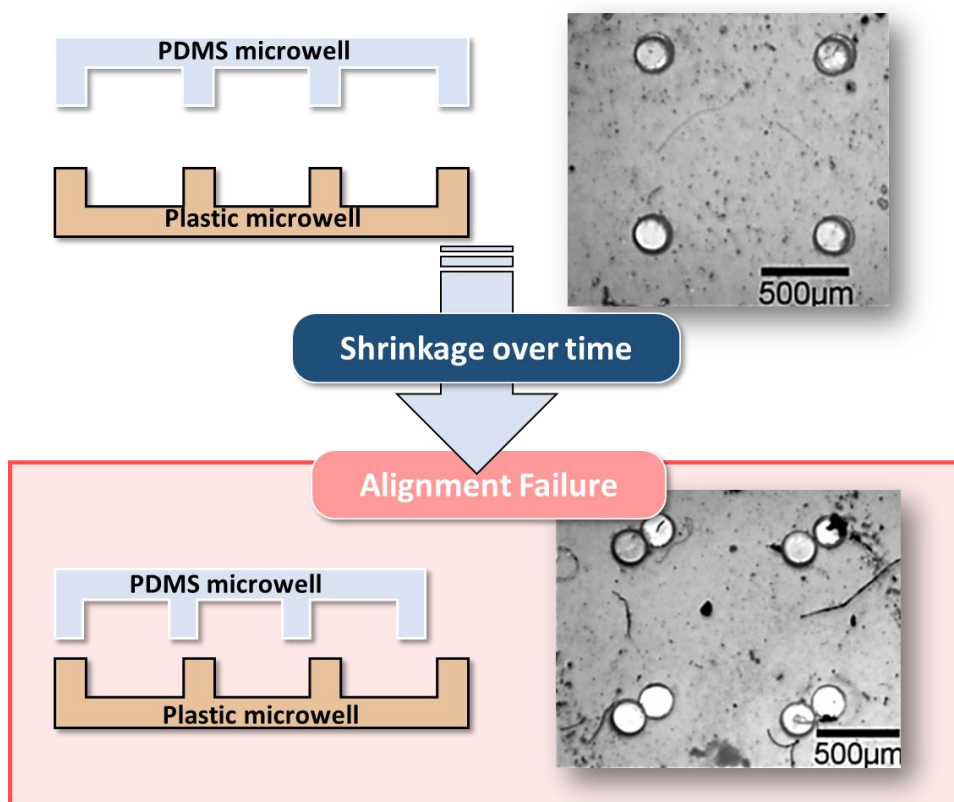 PDMS microwell
Plastic microwell
500μm
Shrinkage over time
Alignment Failure
PDMS microwell
Plastic microwell
500μm